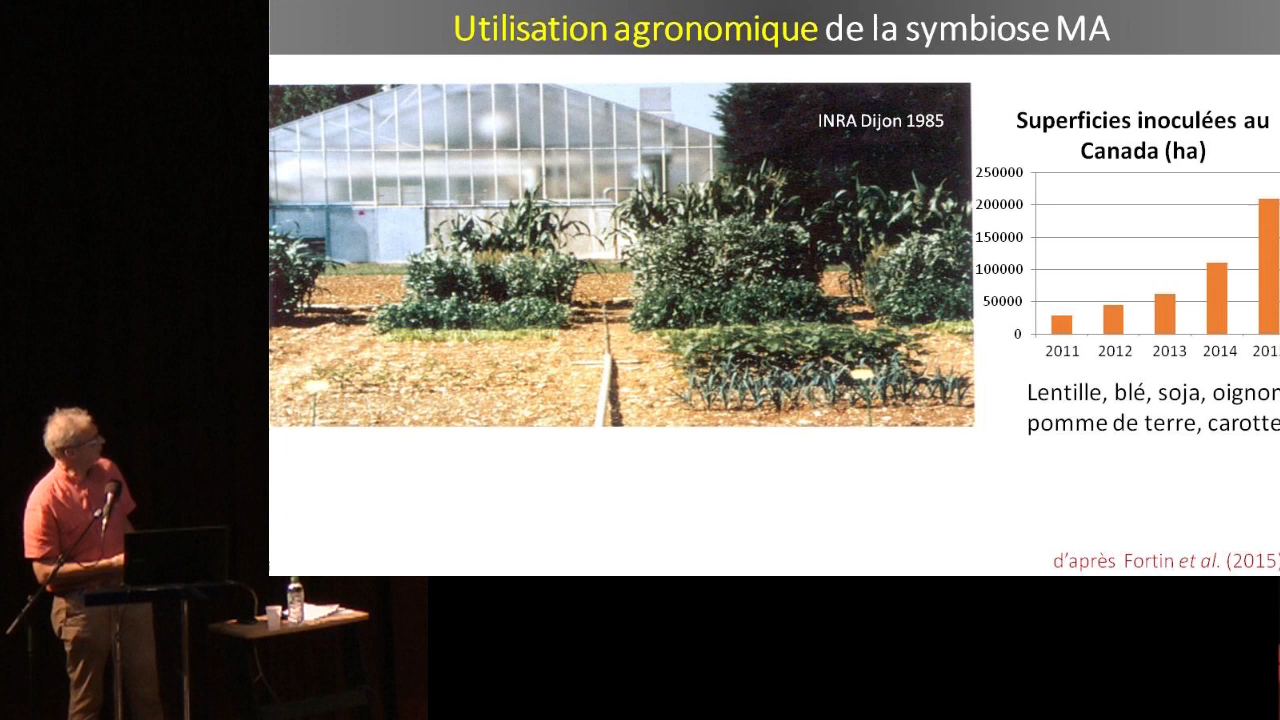 Utilisation agronomique de la symbiose MA
INRA Dijon 1985
Superficies inoculées au
Canada (ha)
250000
200000
150000
100000
50000
0
2011 2012 2013 2014 201
Lentille, blé, soja, oignon
pomme de terre, carotte
d'après Fortin et al. (2015)